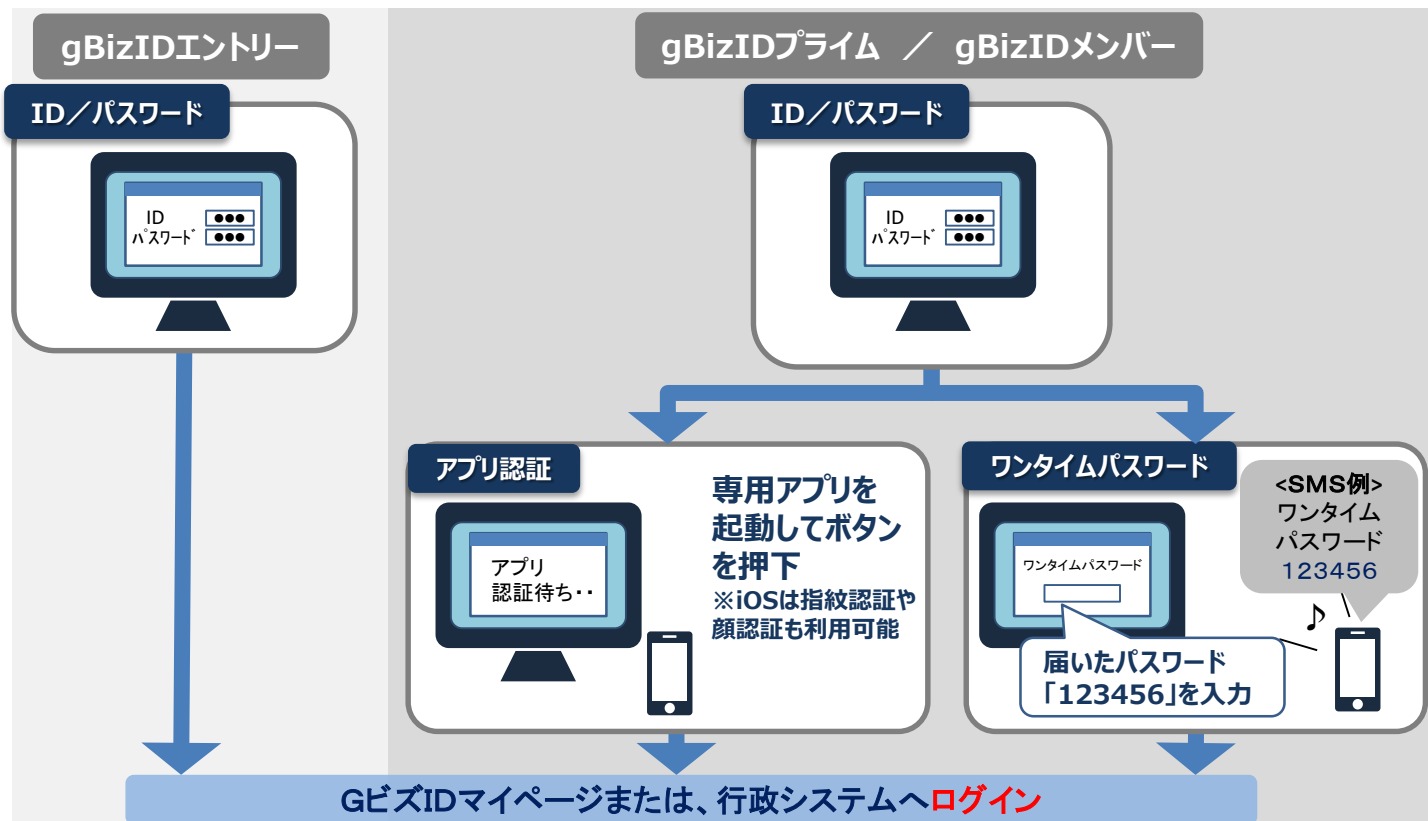 gBizIDエントリー
ID／パスワード
ID ●●●
パスワード ●●●
gBizIDプライム ／ gBizIDメンバー
ID／パスワード
ID ●●●
パスワード ●●●
アプリ認証
アプリ
認証待ち・・
専用アプリを
起動してボタン
を押下
※iOSは指紋認証や
顔認証も利用可能
ワンタイムパスワード
ワンタイムパスワード
<SMS例>
ワンタイム
パスワード
123456
♪
届いたパスワード
「123456」を入力
GビズIDマイページまたは、行政システムへログイン